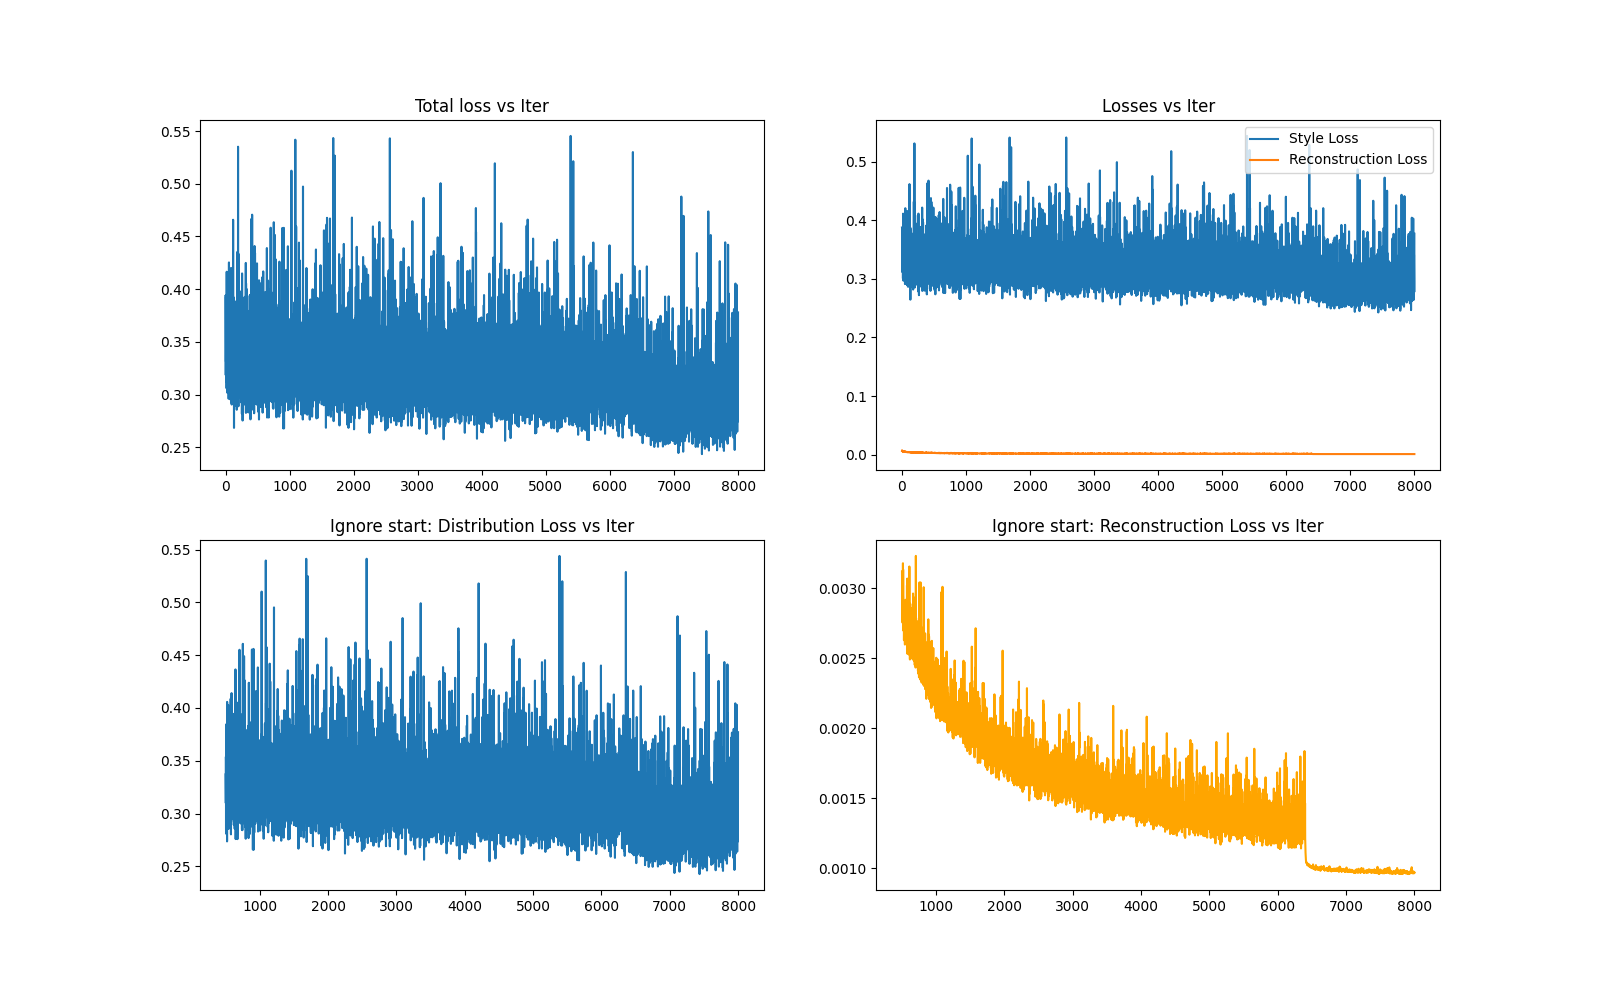 Total loss vs Iter
0.55
0.50
0.45
0.40
0.35
0.30
0.25
0 1000 2000 3000 4000 5000 6000 7000 8000
Losses vs Iter
Style Loss
Reconstruction Loss
0.5
0.4
0.3
0.2
0.1
0.0
0 1000 2000 3000 4000 5000 6000 7000 8000
Ignore start: Distribution Loss vs Iter
0.55
0.50
0.45
0.40
0.35
0.30
0.25
1000 2000 3000 4000 5000 6000 7000 8000
Ignore start: Reconstruction Loss vs Iter
0.0030
0.0025
0.0020
0.0015
0.0010
1000 2000 3000 4000 5000 6000 7000 8000